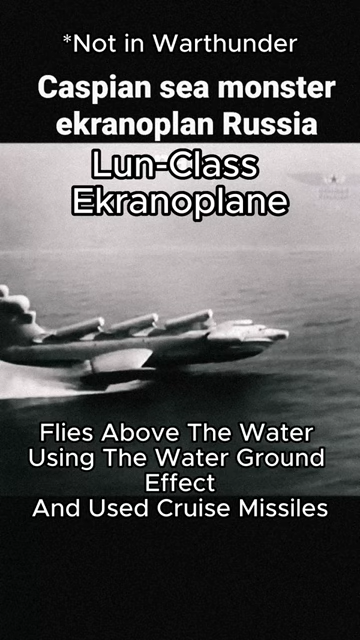 *Not in Warthunder
Caspian sea monster
ekranoplan Russia
Lun-Class
Ekranoplane
Flies Above The Water
Using The Water Ground
Effect
And Used Cruise Missiles